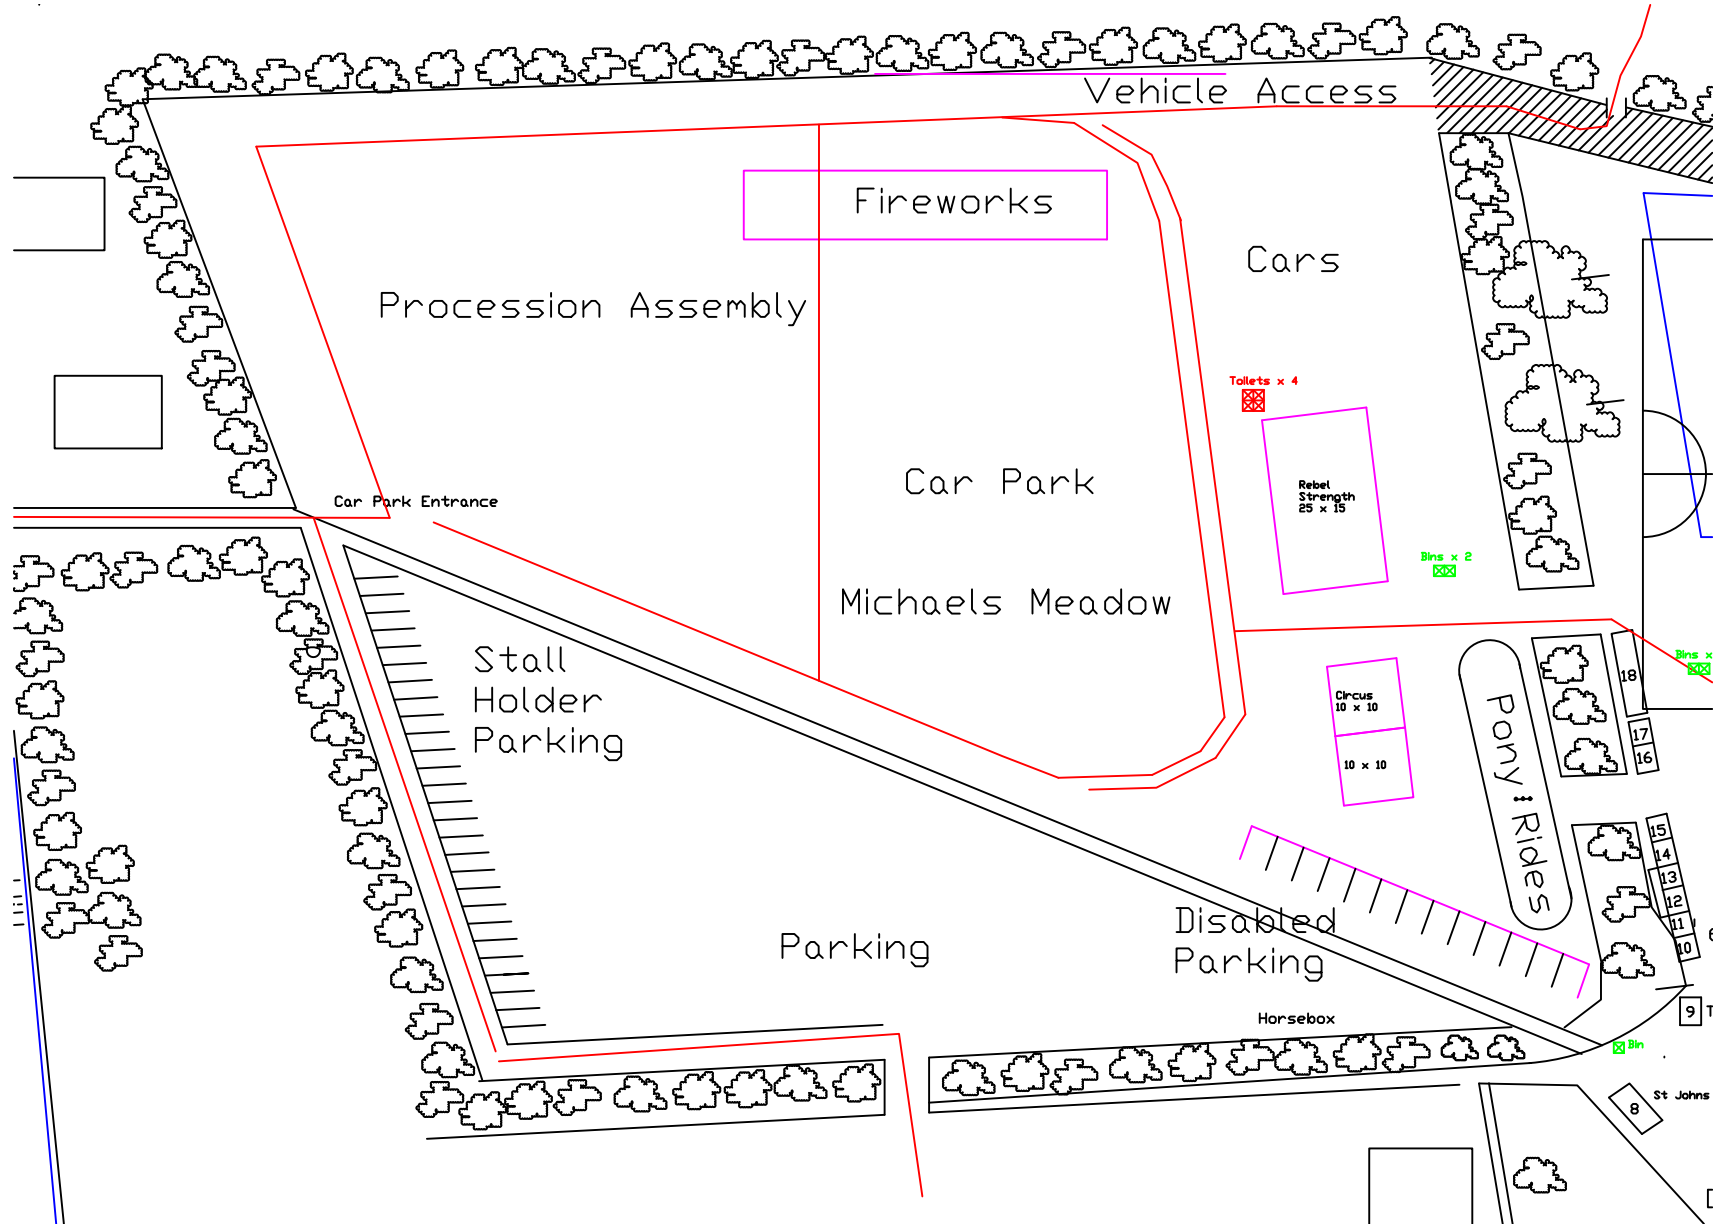 Vehicle Access
Fireworks
Cars
Procession Assembly
Toilets x 4
Car Park
Rebel
Strength
25 x 15
Car Park Entrance
Bins x 2
Michaels Meadow
Stall
Holder
Parking
Bins x
18
Circus
10 x 10
17
16
10 x 10
Pony Rides
15
14
13
12
11
10
Disabled
Parking
Parking
9
Horsebox
Bin
St Johns
8